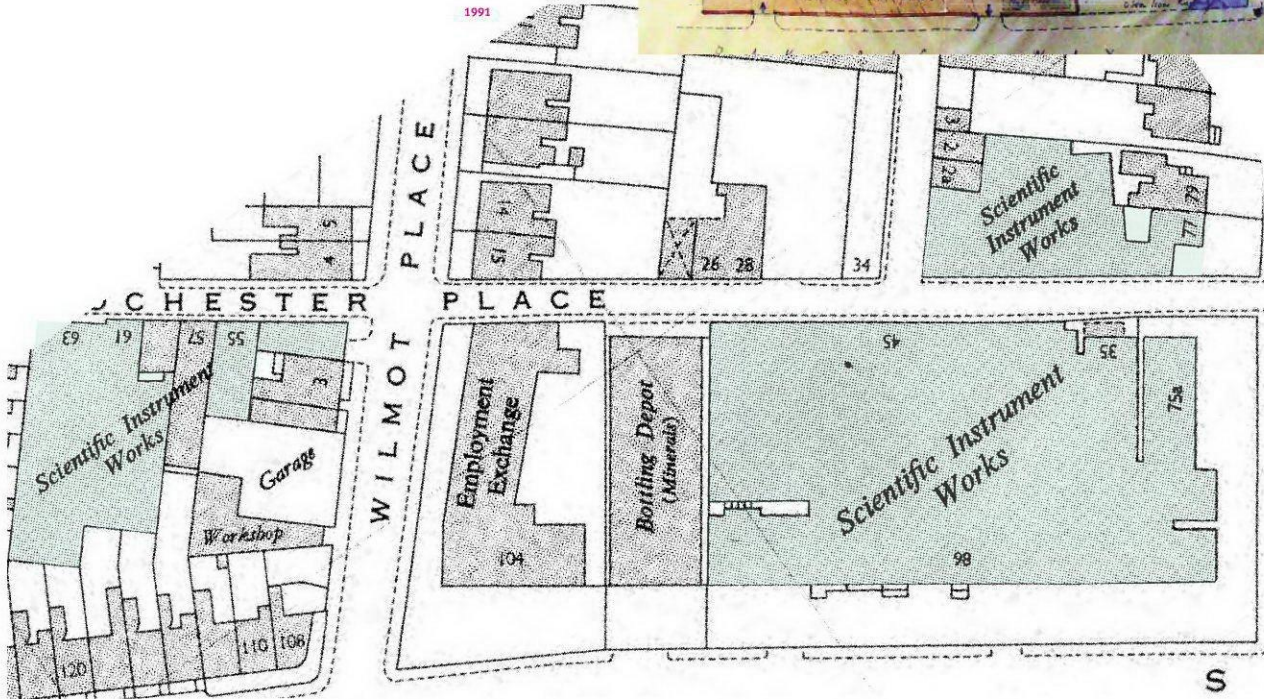 1991
WILMOT PLACE
5
4
14
15
26
28
34
3
2
2a
Scientific
Instrument
Works
79
77
CHESTER PLACE
63
61
57
55
3
Scientific Instrument
Works
Garage
Workshop
120
110
108
Employment
Exchange
104
Bottling Depot
(Minerals)
45
35
75a
Scientific Instrument
Works
98
S